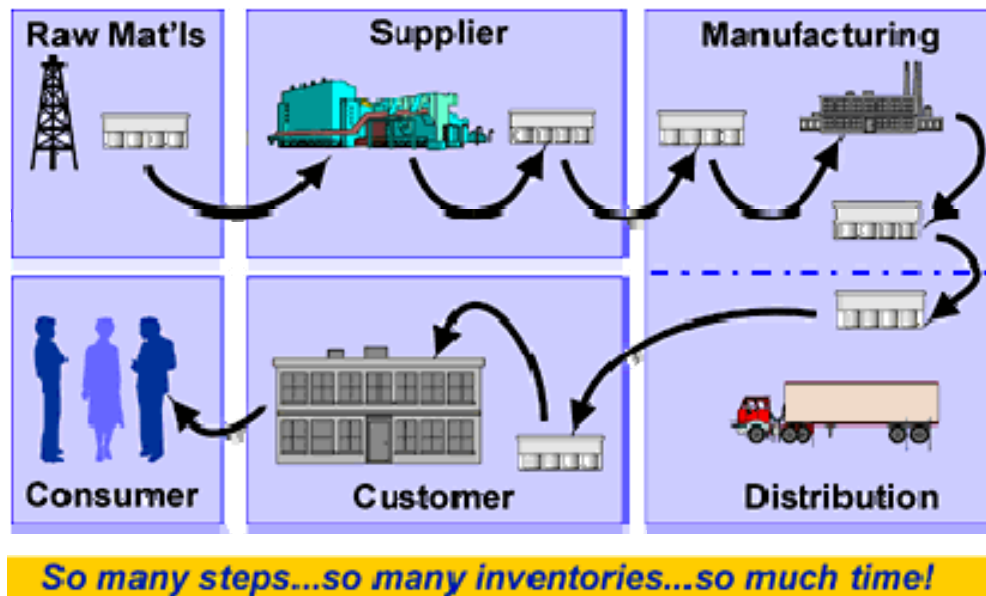 Raw Mat'ls
Supplier
Manufacturing
Consumer
Customer
Distribution
So many steps...so many inventories...so much time!